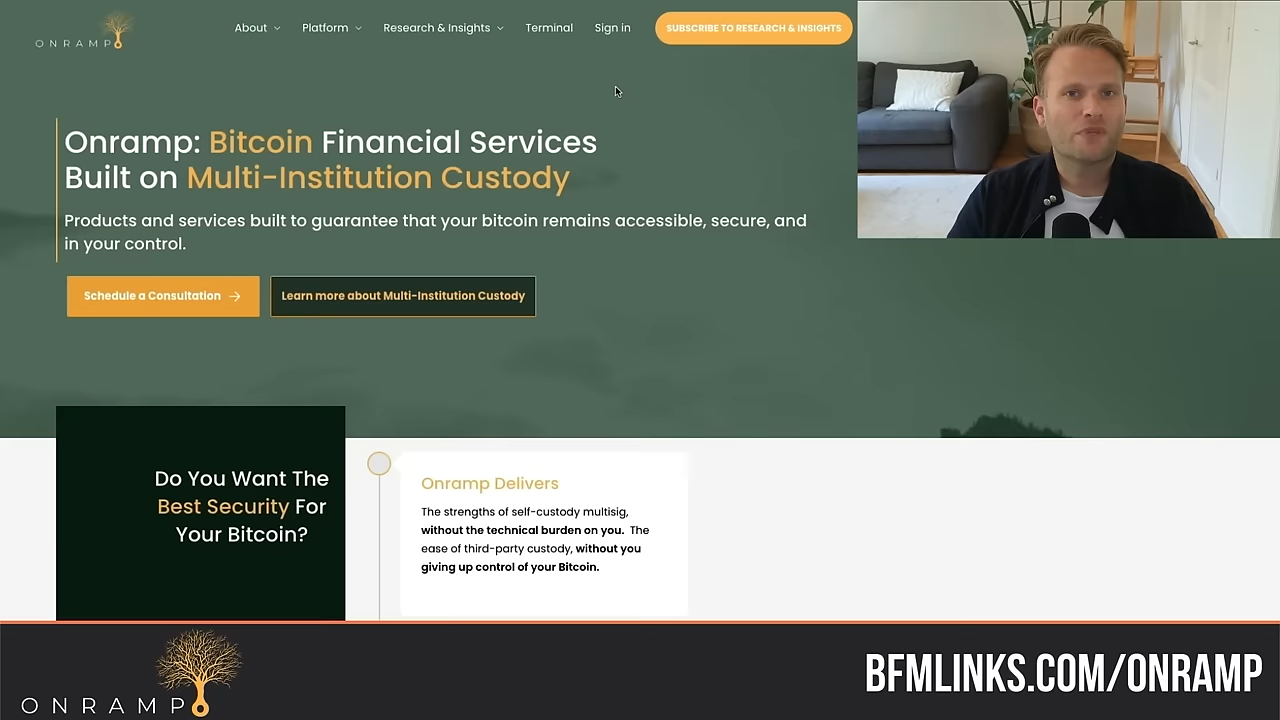 ONRAMP
About
Platform
Research & Insights
Terminal
Sign in
SUBSCRIBE TO RESEARCH & INSIGHTS
Onramp: Bitcoin Financial Services
Built on Multi-Institution Custody
Products and services built to guarantee that your bitcoin remains accessible, secure, and
in your control.
Schedule a Consultation
Learn more about Multi-Institution Custody
Do You Want The
Best Security For
Your Bitcoin?
Onramp Delivers
The strengths of self-custody multisig,
without the technical burden on you. The
ease of third-party custody, without you
giving up control of your Bitcoin.
ONRAMP
BFMLINKS.COM/ONRAMP